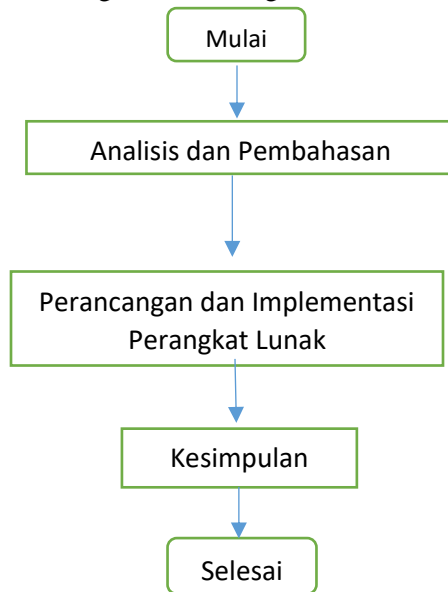 Mulai
Analisis dan Pembahasan
Perancangan dan Implementasi
Perangkat Lunak
Kesimpulan
Selesai